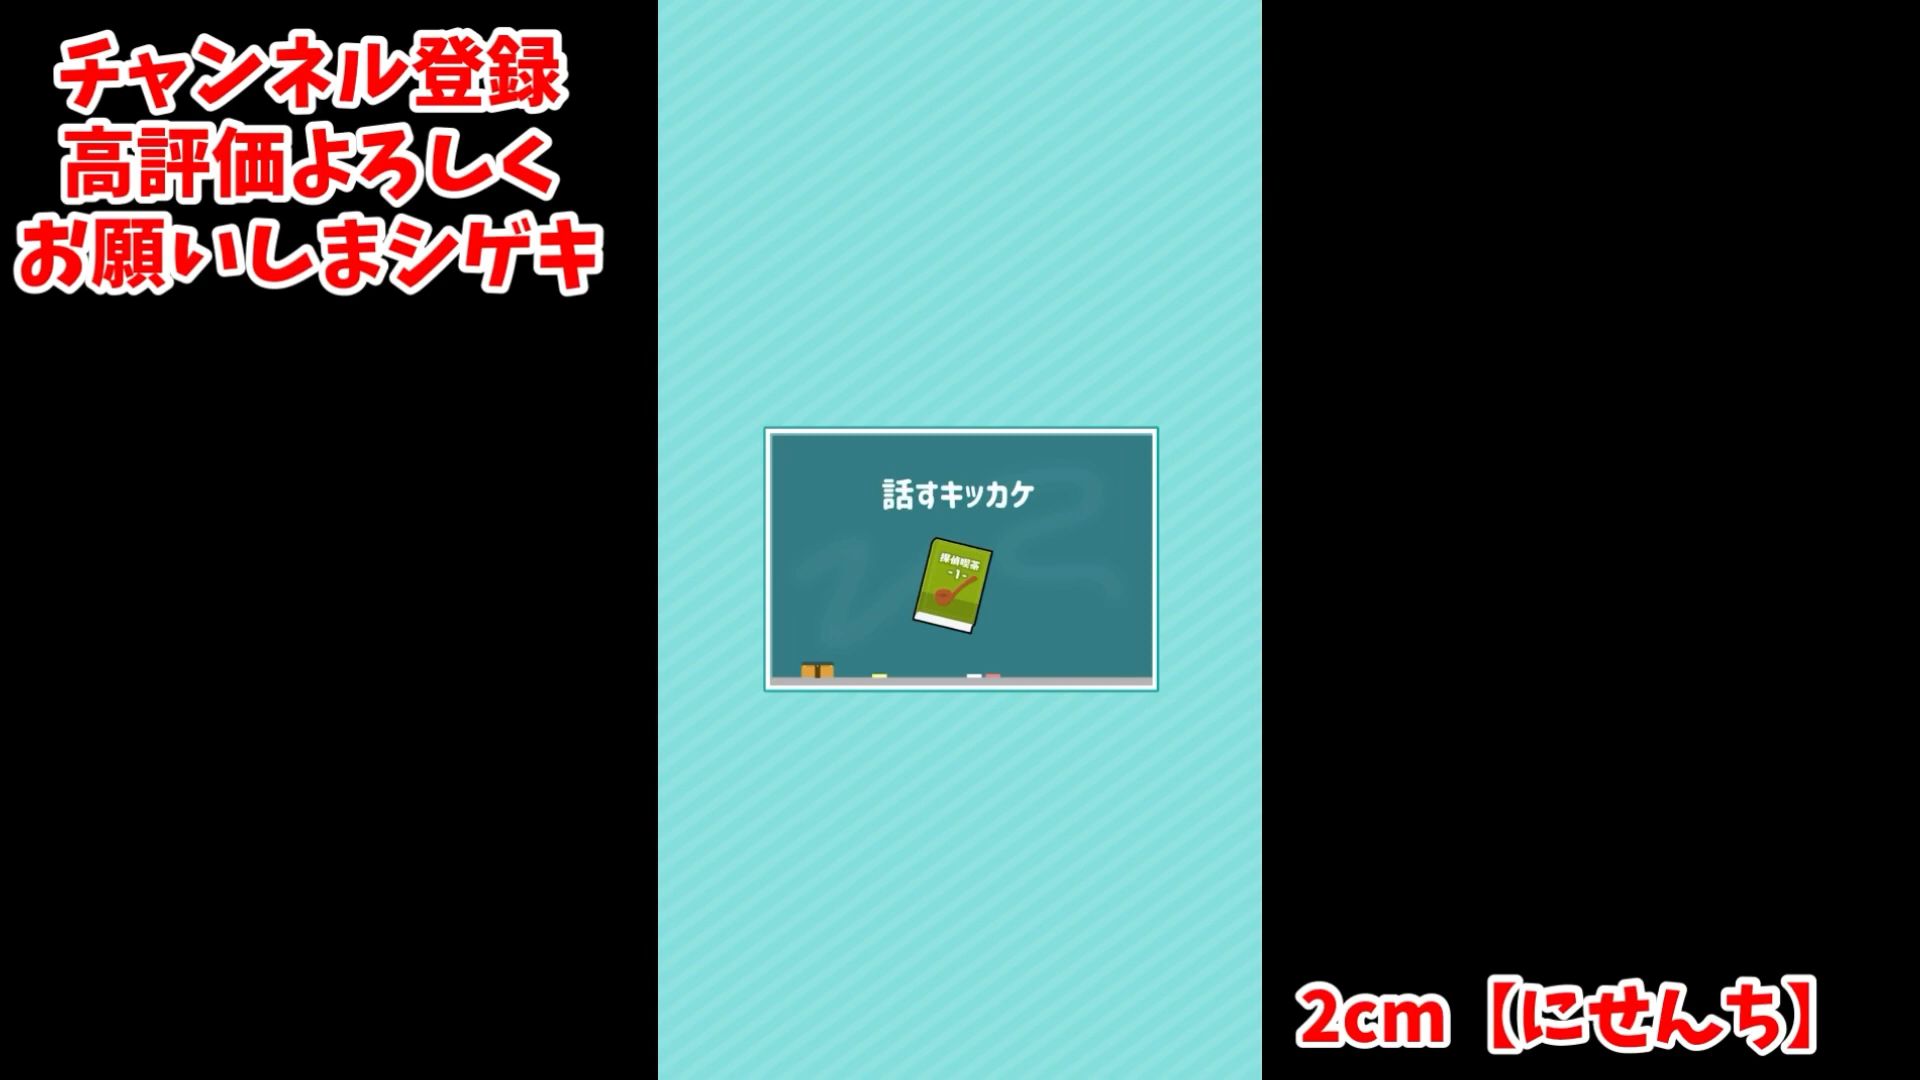 チャンネル登録
高評価よろしく
お願いしまシゲキ
話すキッカケ
探偵喫茶
-1-
2cm【にせんち】